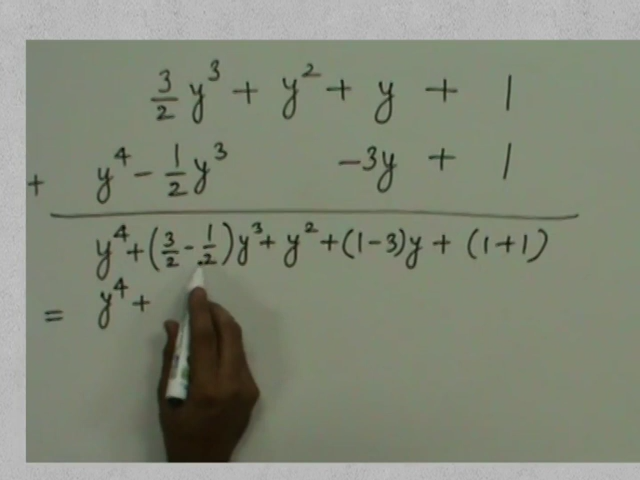 3/2 y³ + y² + y + 1
+ y⁴ - 1/2 y³ -3y + 1
y⁴ + (3/2 - 1/2) y³ + y² + (1-3)y + (1+1)
= y⁴ +